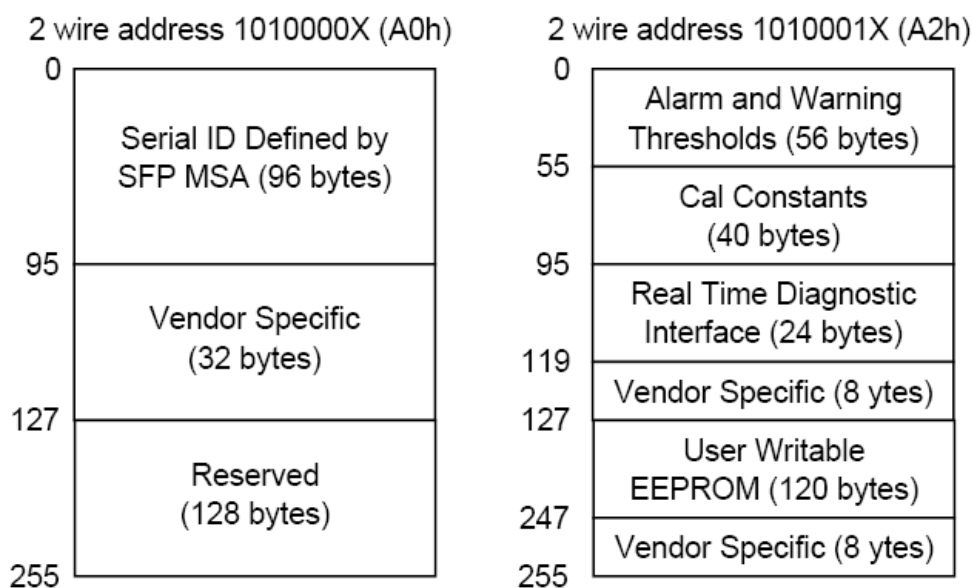 2 wire address 1010000X (A0h)
0
Serial ID Defined by
SFP MSA (96 bytes)
95
Vendor Specific
(32 bytes)
127
Reserved
(128 bytes)
255
2 wire address 1010001X (A2h)
0
Alarm and Warning
Thresholds (56 bytes)
55
Cal Constants
(40 bytes)
95
Real Time Diagnostic
Interface (24 bytes)
119
Vendor Specific (8 ytes)
127
User Writable
EEPROM (120 bytes)
247
Vendor Specific (8 ytes)
255